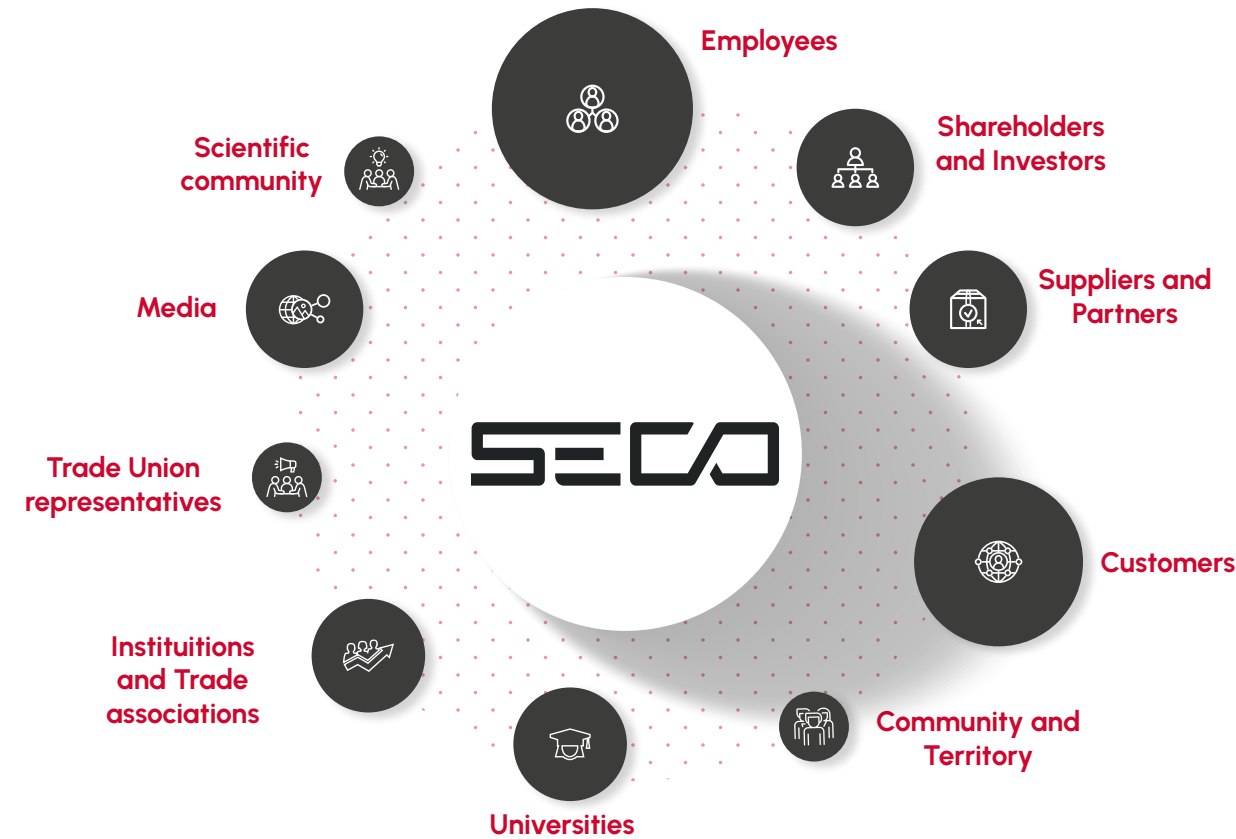 Employees
Shareholders
and Investors
Scientific
community
Suppliers and
Partners
Media
SECO
Trade Union
representatives
Customers
Instituitions
and Trade
associations
Community and
Territory
Universities